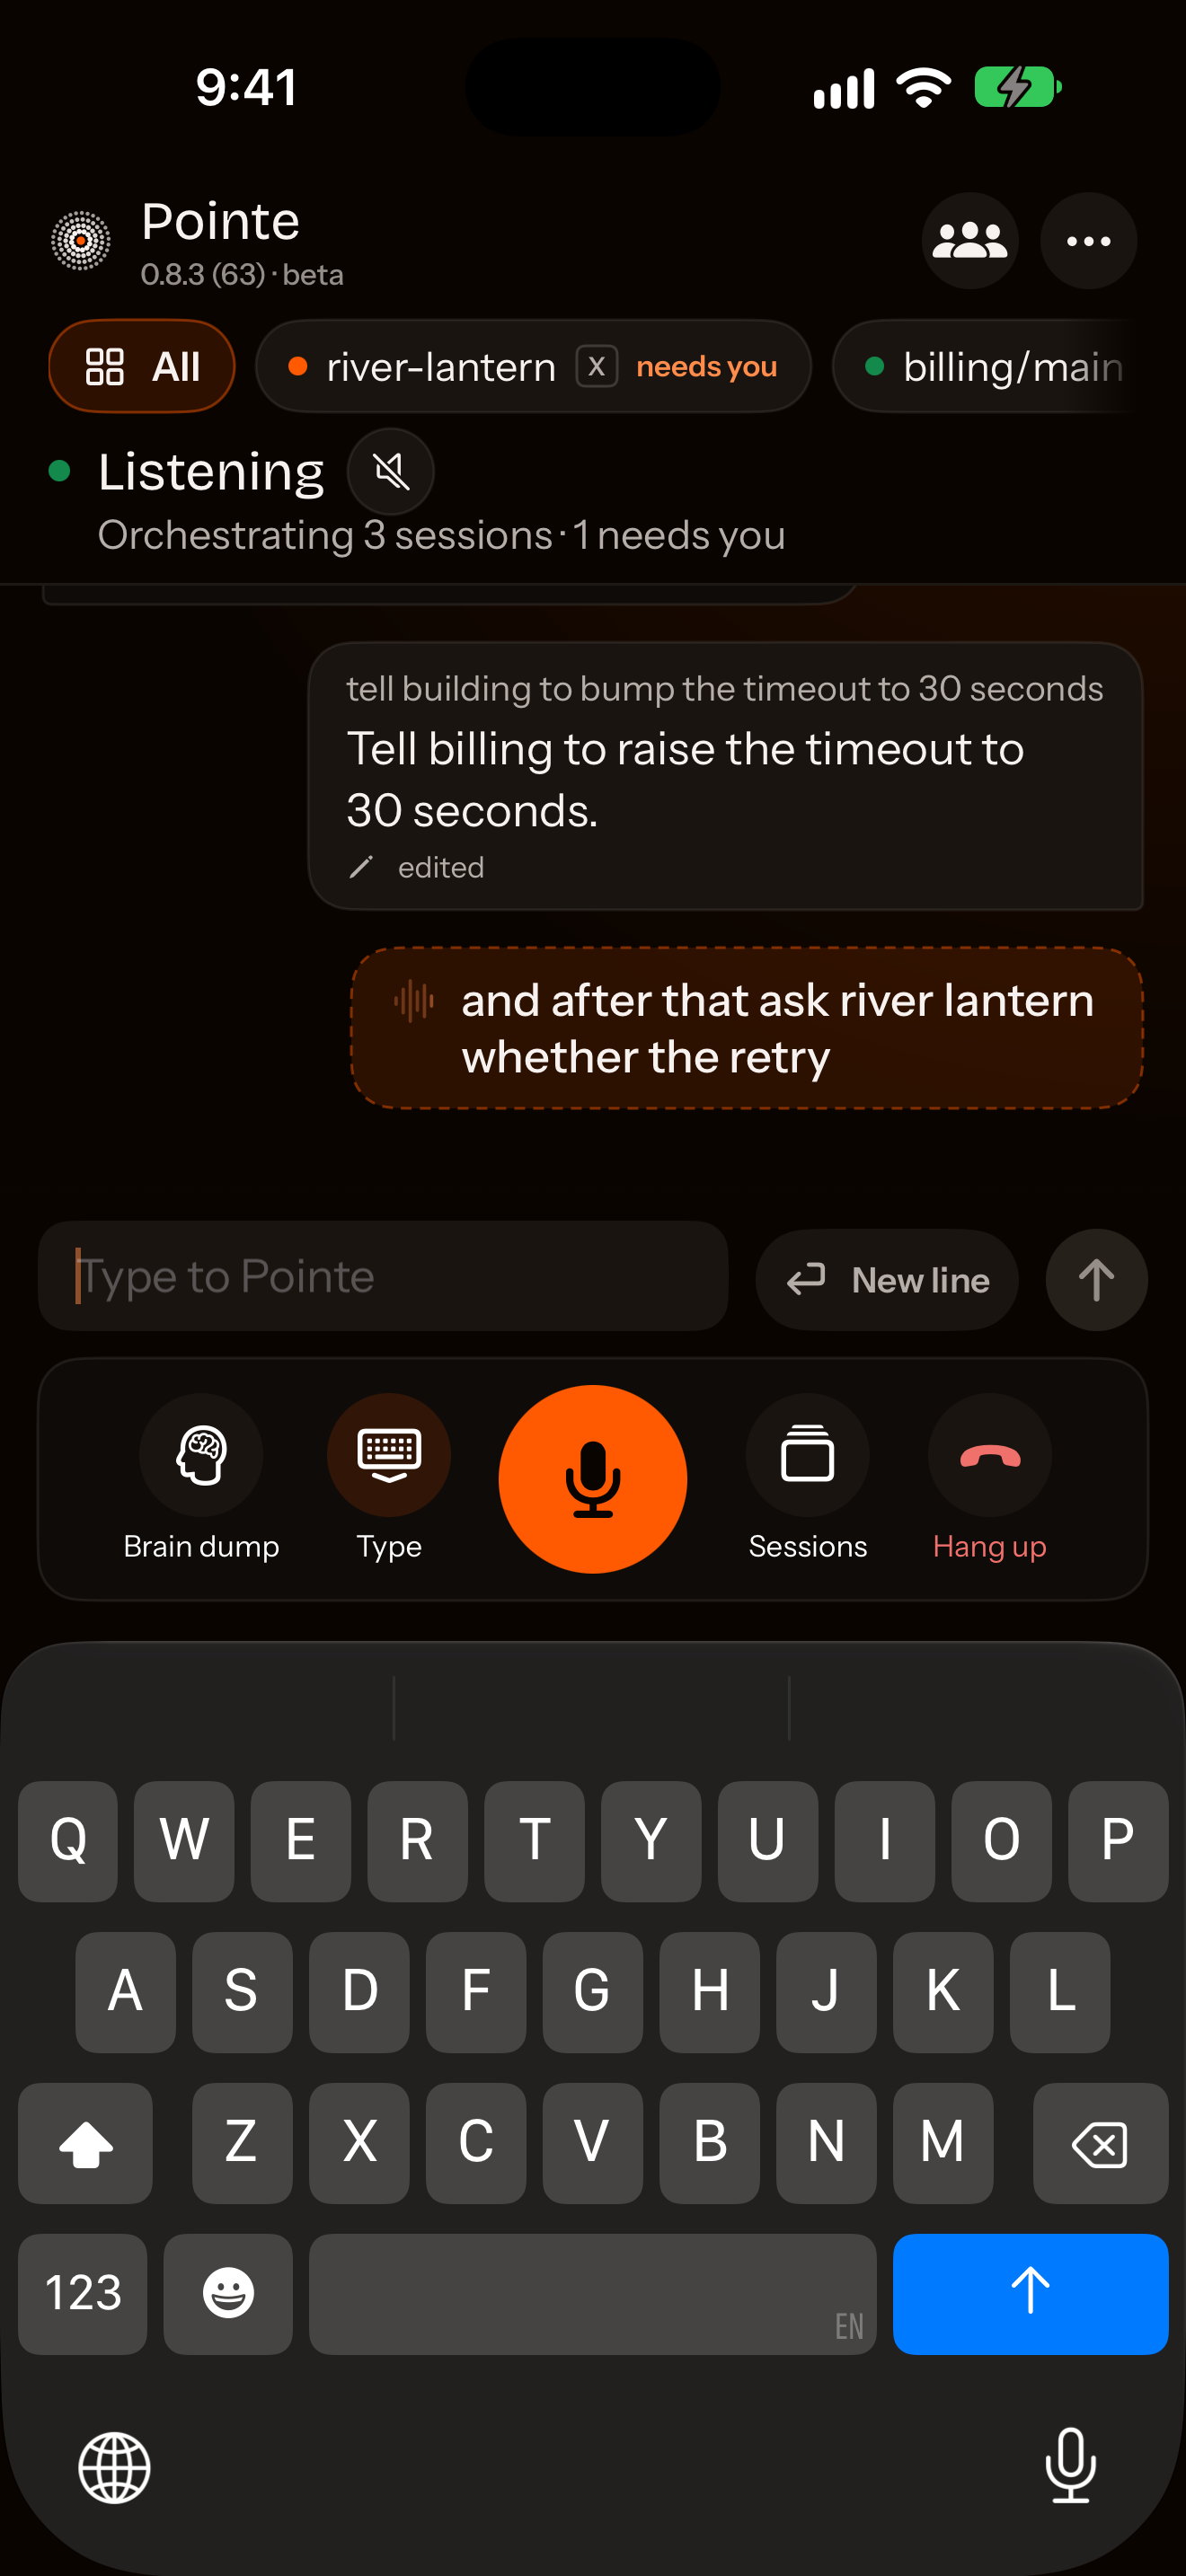 9:41
Pointe
0.8.3 (63) · beta
All
river-lantern X needs you
billing/main
Listening
Orchestrating 3 sessions · 1 needs you
tell building to bump the timeout to 30 seconds
Tell billing to raise the timeout to
30 seconds.
edited
and after that ask river lantern
whether the retry
Type to Pointe
New line
Brain dump
Type
Sessions
Hang up
Q W E R T Y U I O P
A S D F G H J K L
Z X C V B N M
123
EN